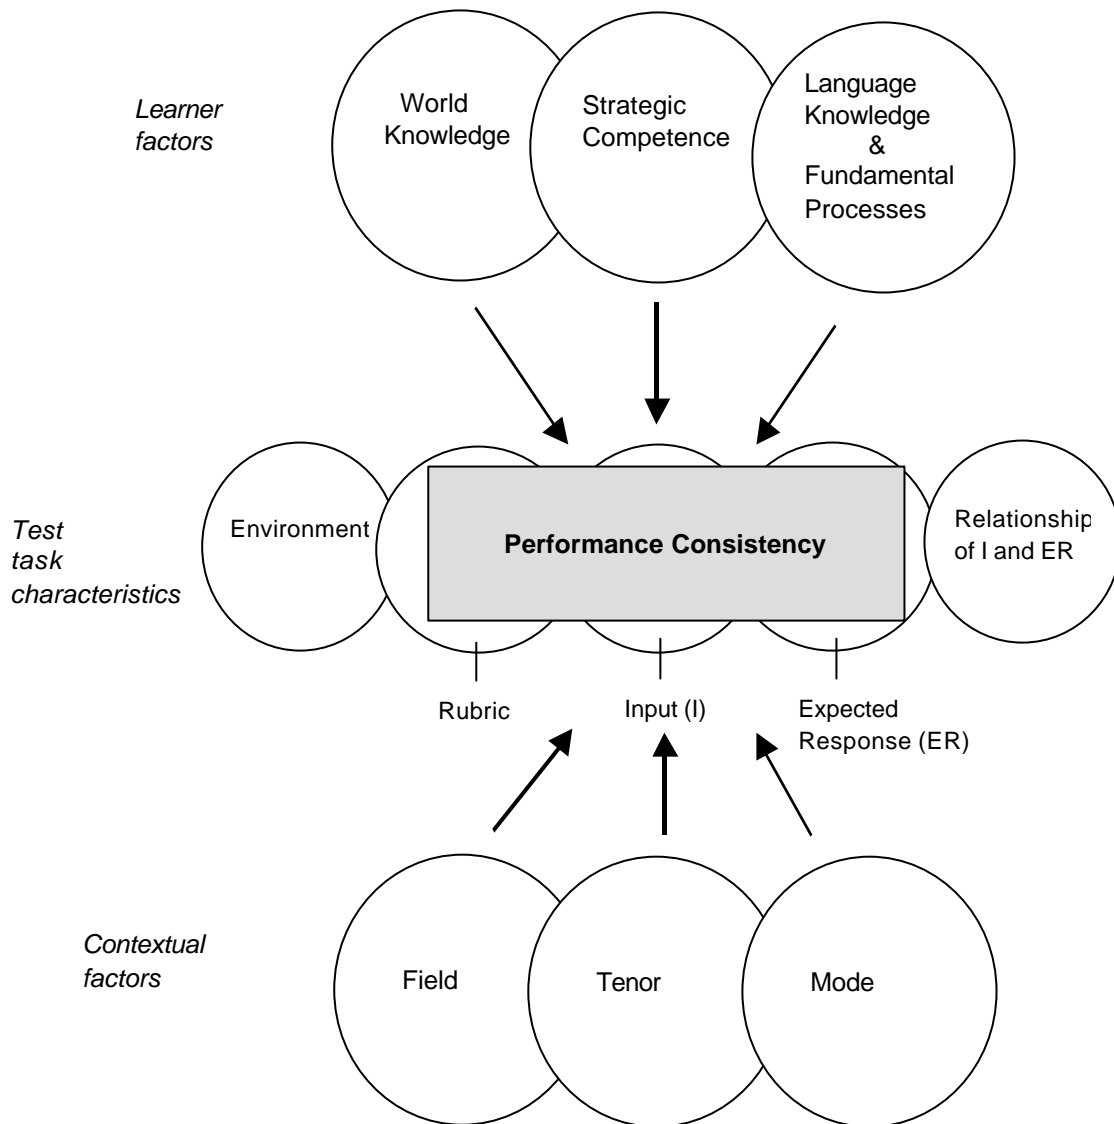 Learner
factors
World
Knowledge
Strategic
Competence
Language
Knowledge
&
Fundamental
Processes
Test
task
characteristics
Environment
Performance Consistency
Relationship
of I and ER
Rubric
Input (I)
Expected
Response (ER)
Contextual
factors
Field
Tenor
Mode